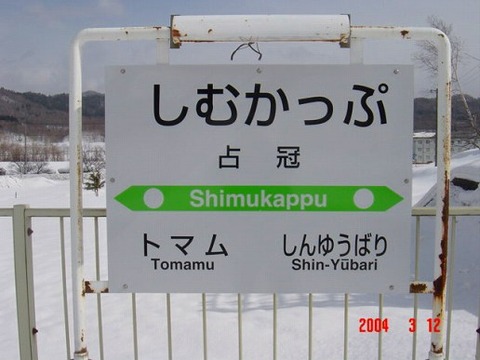 しむかっぷ
占冠
Shimukappu
トマム しんゆうばり
Tomamu Shin-Yūbari
2004 3 12